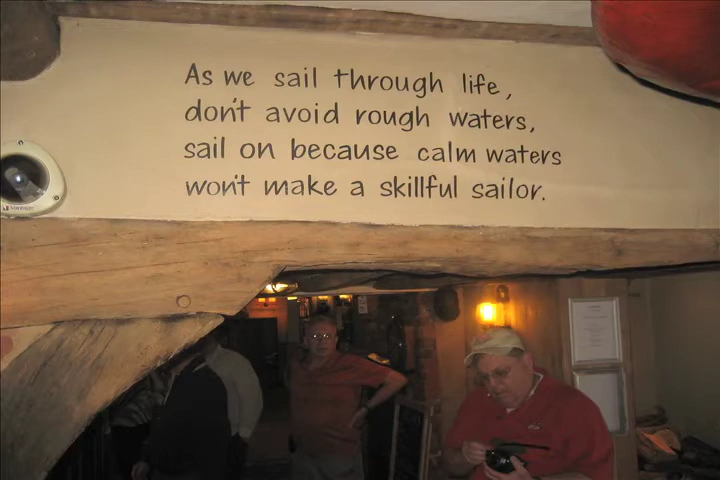 As we sail through life,
don't avoid rough waters,
sail on because calm waters
won't make a skillful sailor.